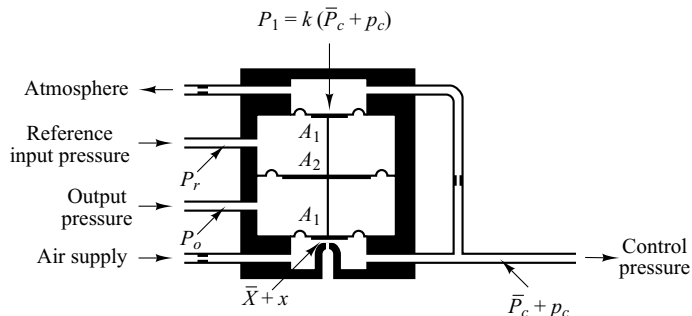 P₁ = k (P̅c + pc)
Atmosphere
Reference
input pressure
A₁
A₂
Pr
Output
pressure
A₁
Po
Air supply
Control
pressure
X̅ + x
P̅c + pc